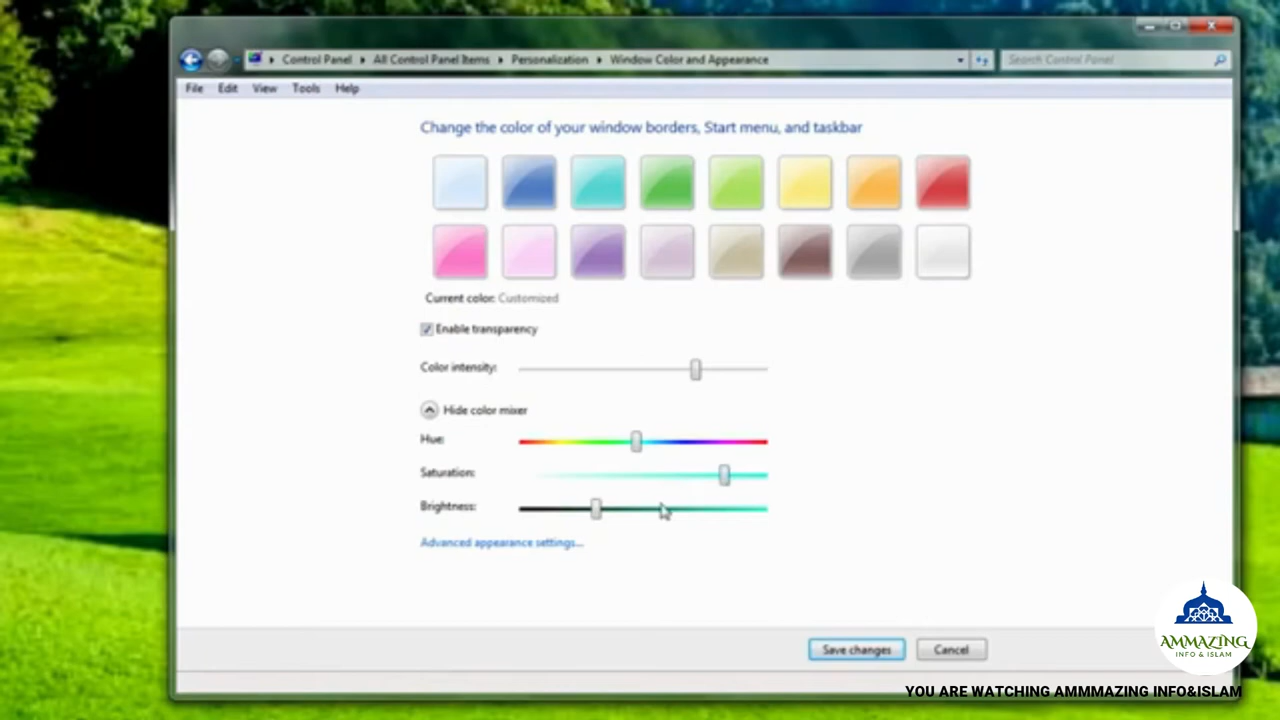 Control Panel All Control Panel Items Personalization Window Color and Appearance Search Control Panel
File Edit View Tools Help
Change the color of your window borders, Start menu, and taskbar
Current color: Customized
Enable transparency
Color intensity:
Hide color mixer
Hue:
Saturation:
Brightness:
Advanced appearance settings...
Save changes Cancel
AMMAZING
INFO & ISLAM
YOU ARE WATCHING AMMMAZING INFO&ISLAM